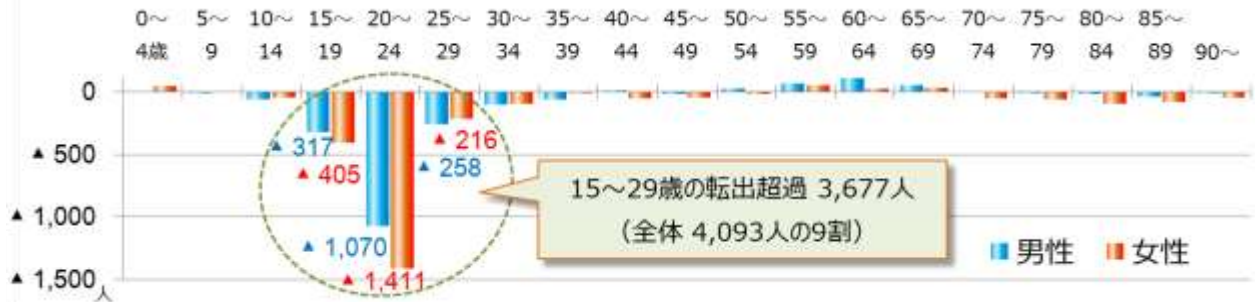 0～ 5～ 10～ 15～ 20～ 25～ 30～ 35～ 40～ 45～ 50～ 55～ 60～ 65～ 70～ 75～ 80～ 85～
4歳 9 14 19 24 29 34 39 44 49 54 59 64 69 74 79 84 89 90～
0
▲ 500
▲ 1,000
▲ 1,500
人
▲ 317
▲ 405
▲ 1,070
▲ 1,411
▲ 216
▲ 258
15～29歳の転出超過 3,677人
（全体 4,093人の9割）
男性 女性